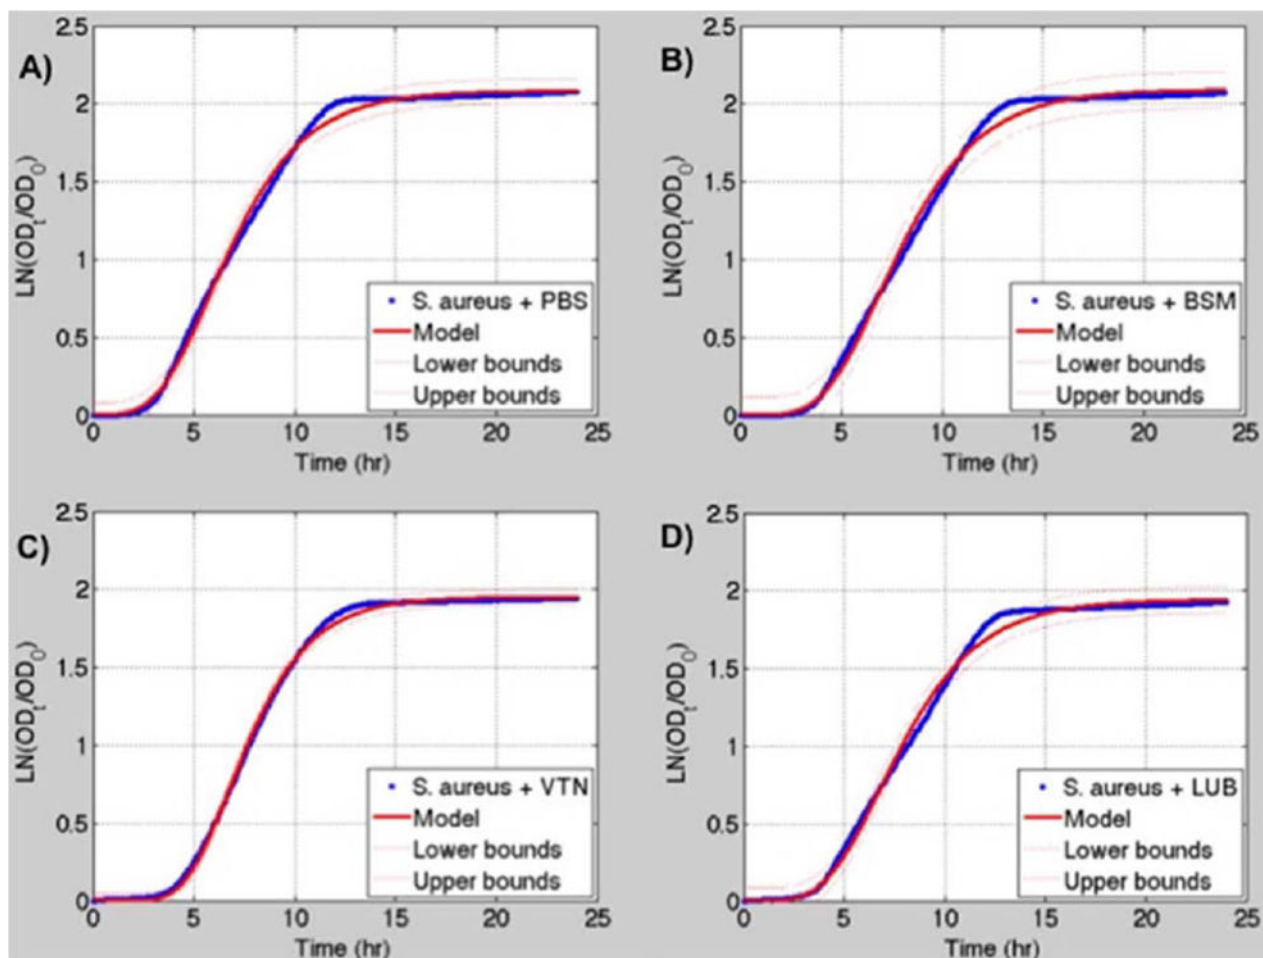 A)
2.5
2
1.5
1
0.5
0
LN(OD_t/OD_0)
S. aureus + PBS
Model
Lower bounds
Upper bounds
0 5 10 15 20 25
Time (hr)
B)
2.5
2
1.5
1
0.5
0
LN(OD_t/OD_0)
S. aureus + BSM
Model
Lower bounds
Upper bounds
0 5 10 15 20 25
Time (hr)
C)
2.5
2
1.5
1
0.5
0
LN(OD_t/OD_0)
S. aureus + VTN
Model
Lower bounds
Upper bounds
0 5 10 15 20 25
Time (hr)
D)
2.5
2
1.5
1
0.5
0
LN(OD_t/OD_0)
S. aureus + LUB
Model
Lower bounds
Upper bounds
0 5 10 15 20 25
Time (hr)